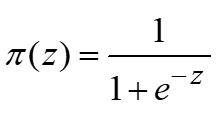 π(z) = 1 / (1 + e^{-z})